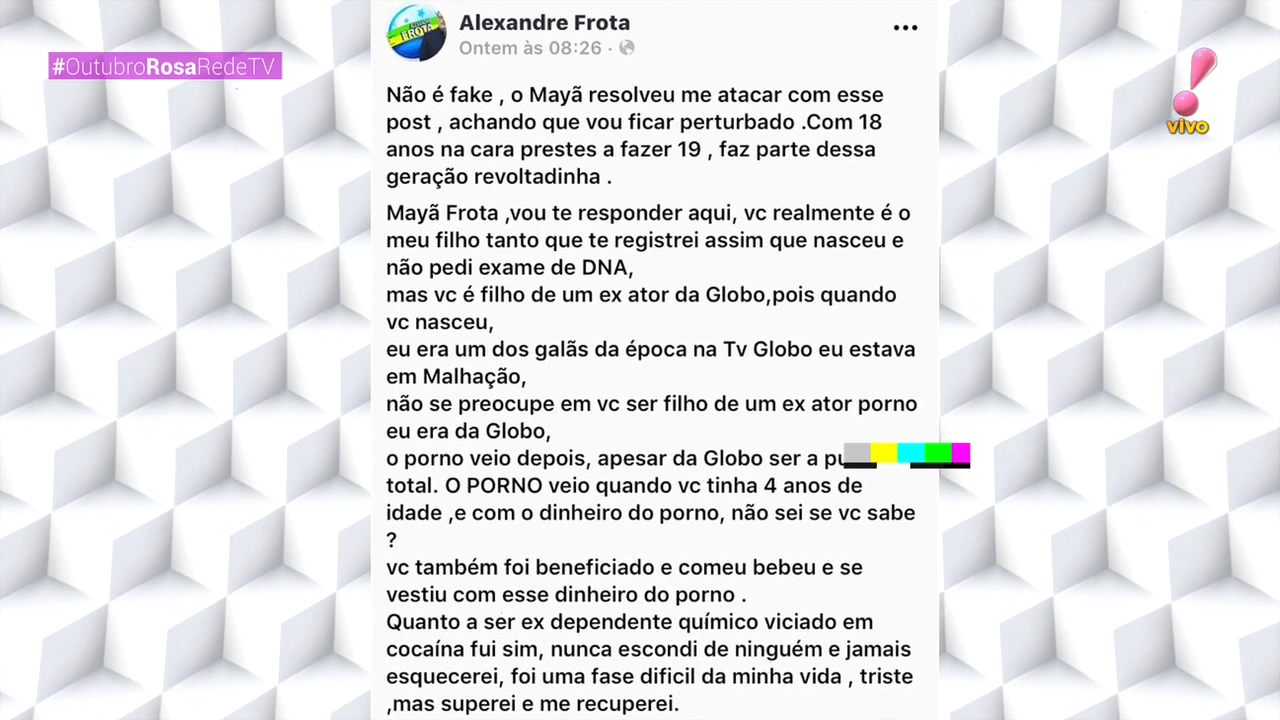 Alexandre Frota
Ontem às 08:26
#OutubroRosaRedeTV
vivo
Não é fake , o Mayã resolveu me atacar com esse
post , achando que vou ficar perturbado .Com 18
anos na cara prestes a fazer 19 , faz parte dessa
geração revoltadinha .
Mayã Frota ,vou te responder aqui, vc realmente é o
meu filho tanto que te registrei assim que nasceu e
não pedi exame de DNA,
mas vc é filho de um ex ator da Globo,pois quando
vc nasceu,
eu era um dos galãs da época na Tv Globo eu estava
em Malhação,
não se preocupe em vc ser filho de um ex ator porno
eu era da Globo,
o porno veio depois, apesar da Globo ser a
total. O PORNO veio quando vc tinha 4 anos de
idade ,e com o dinheiro do porno, não sei se vc sabe
?
vc também foi beneficiado e comeu bebeu e se
vestiu com esse dinheiro do porno .
Quanto a ser ex dependente químico viciado em
cocaína fui sim, nunca escondi de ninguém e jamais
esquecerei, foi uma fase dificil da minha vida , triste
,mas superei e me recuperei.